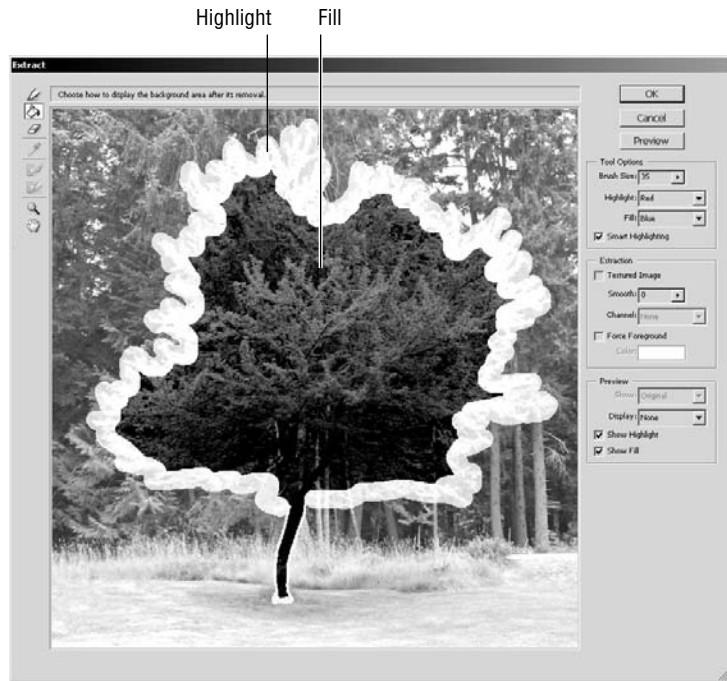 Highlight Fill
Extract
Choose how to display the background area after its removal.
OK
Cancel
Preview
Tool Options
Brush Size: 35
Highlight: Red
Fill: Blue
Smart Highlighting
Extraction
Textured Image
Smooth: 0
Channel: None
Force Foreground
Color:
Preview
Show: Original
Display: None
Show Highlight
Show Fill